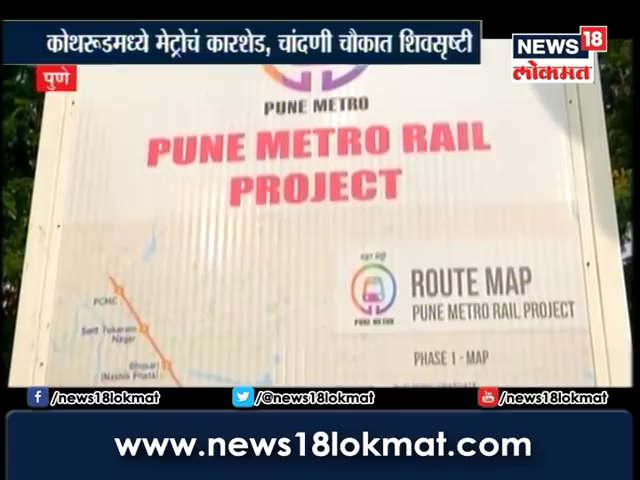 कोथरूडमध्ये मेट्रोचं कारशेड, चांदणी चौकात शिवसृष्टी
NEWS 18
लोकमत
पुणे
PUNE METRO
PUNE METRO RAIL
PROJECT
ROUTE MAP
PUNE METRO RAIL PROJECT
PUNE METRO
PHASE 1 - MAP
PCMC
Sant Tukaram
Nagar
Bhosari
(Nashik Phata)
/news18lokmat
/@news18lokmat
/news18lokmat
www.news18lokmat.com